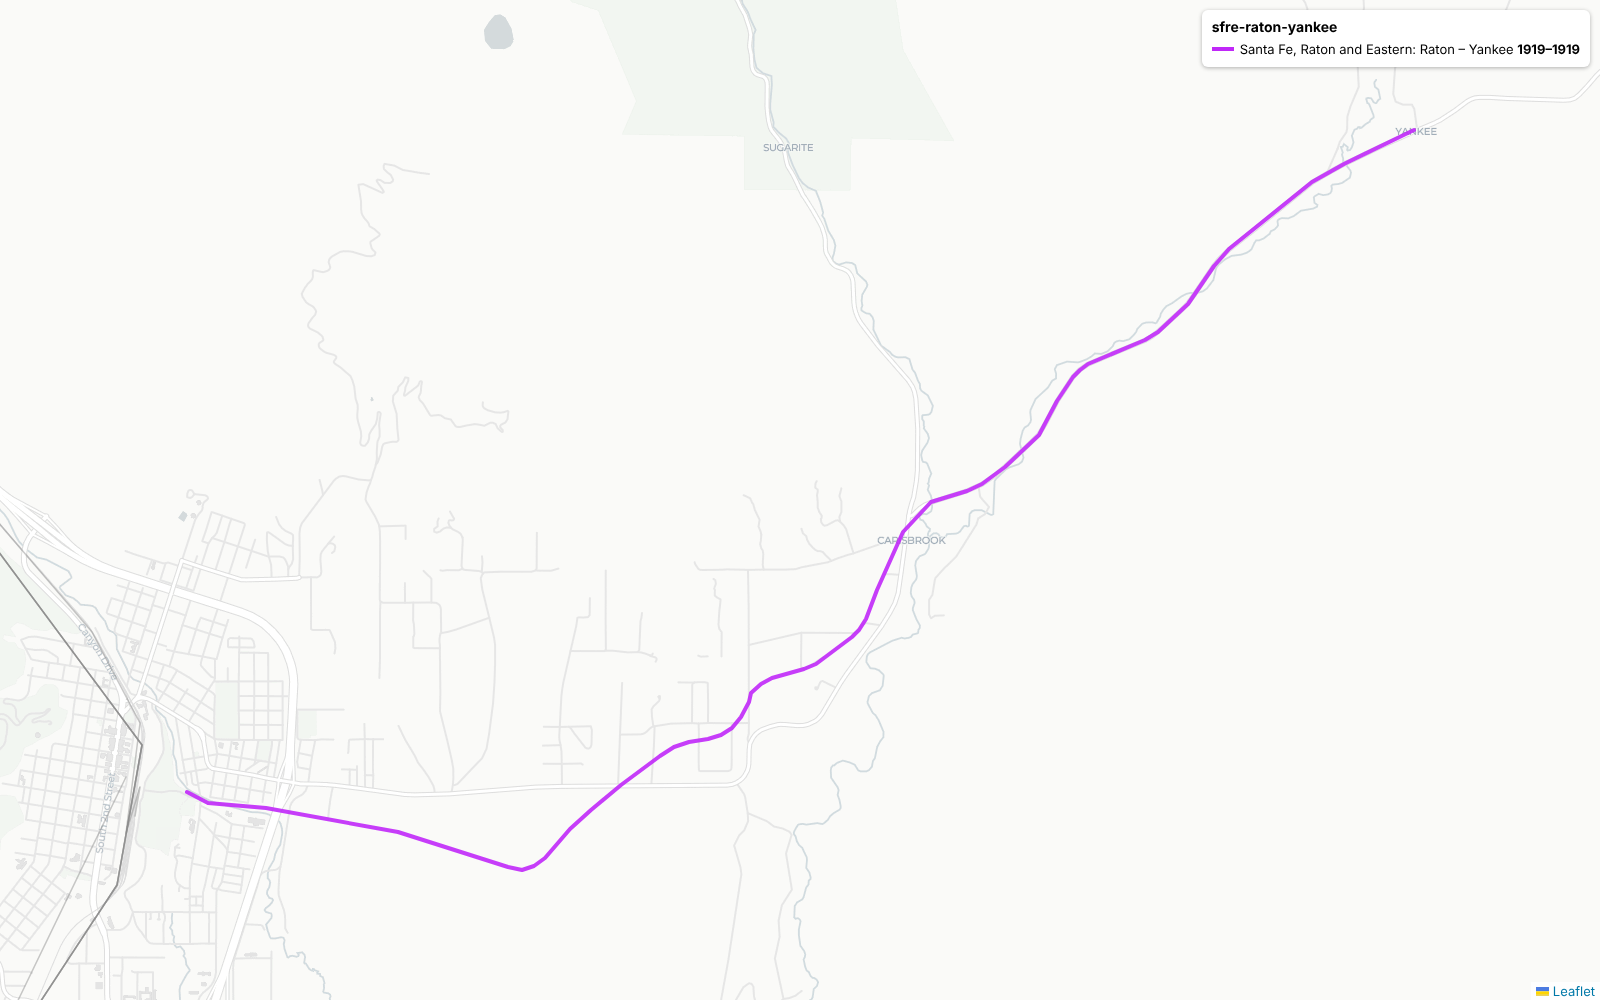 sfre-raton-yankee
Santa Fe, Raton and Eastern: Raton – Yankee 1919–1919
YANKEE
SUGARITE
CARISBROOK
Canyon Drive
South 2nd Street
Leaflet